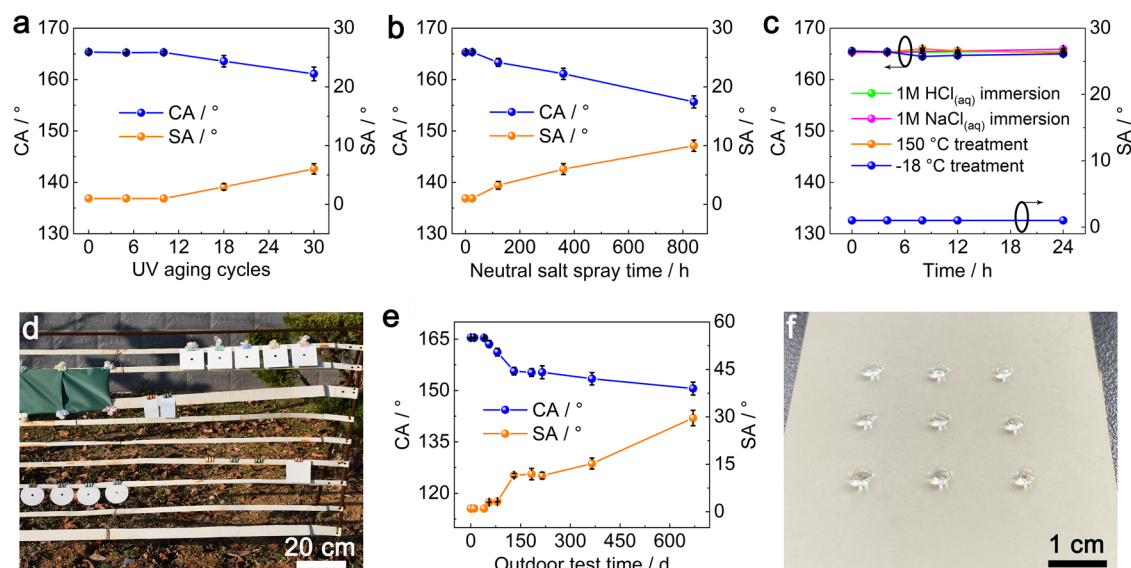 a
170
160
150
140
130
CA / °
30
20
10
0
SA / °
CA / °
SA / °
0 6 12 18 24 30
UV aging cycles
b
170
160
150
140
130
CA / °
30
20
10
0
SA / °
CA / °
SA / °
0 200 400 600 800
Neutral salt spray time / h
c
170
160
150
140
130
CA / °
30
20
10
0
SA / °
1M HCl(aq) immersion
1M NaCl(aq) immersion
150 °C treatment
-18 °C treatment
0 6 12 18 24
Time / h
d
20 cm
e
165
150
135
120
CA / °
60
45
30
15
0
SA / °
CA / °
SA / °
0 150 300 450 600
Outdoor test time / d
f
1 cm